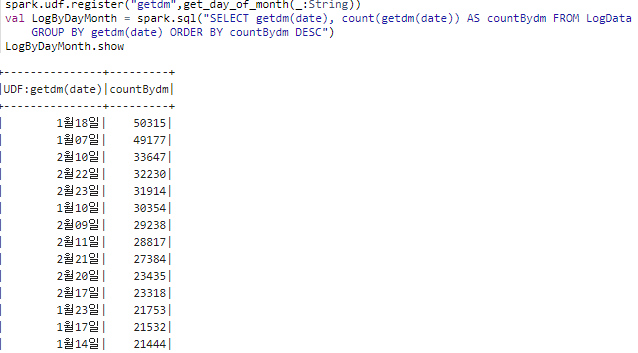 spark.udf.register("getdm",get_day_of_month(_:String))
val LogByDayMonth = spark.sql("SELECT getdm(date), count(getdm(date)) AS countBydm FROM LogData
GROUP BY getdm(date) ORDER BY countBydm DESC")
LogByDayMonth.show
+--------------+---------+
|UDF:getdm(date)|countBydm|
+--------------+---------+
| 1월18일| 50315|
| 1월07일| 49177|
| 2월10일| 33647|
| 2월22일| 32230|
| 2월23일| 31914|
| 1월10일| 30354|
| 2월09일| 29238|
| 2월11일| 28817|
| 2월21일| 27384|
| 2월20일| 23435|
| 2월17일| 23318|
| 1월23일| 21753|
| 1월17일| 21532|
| 1월14일| 21444|